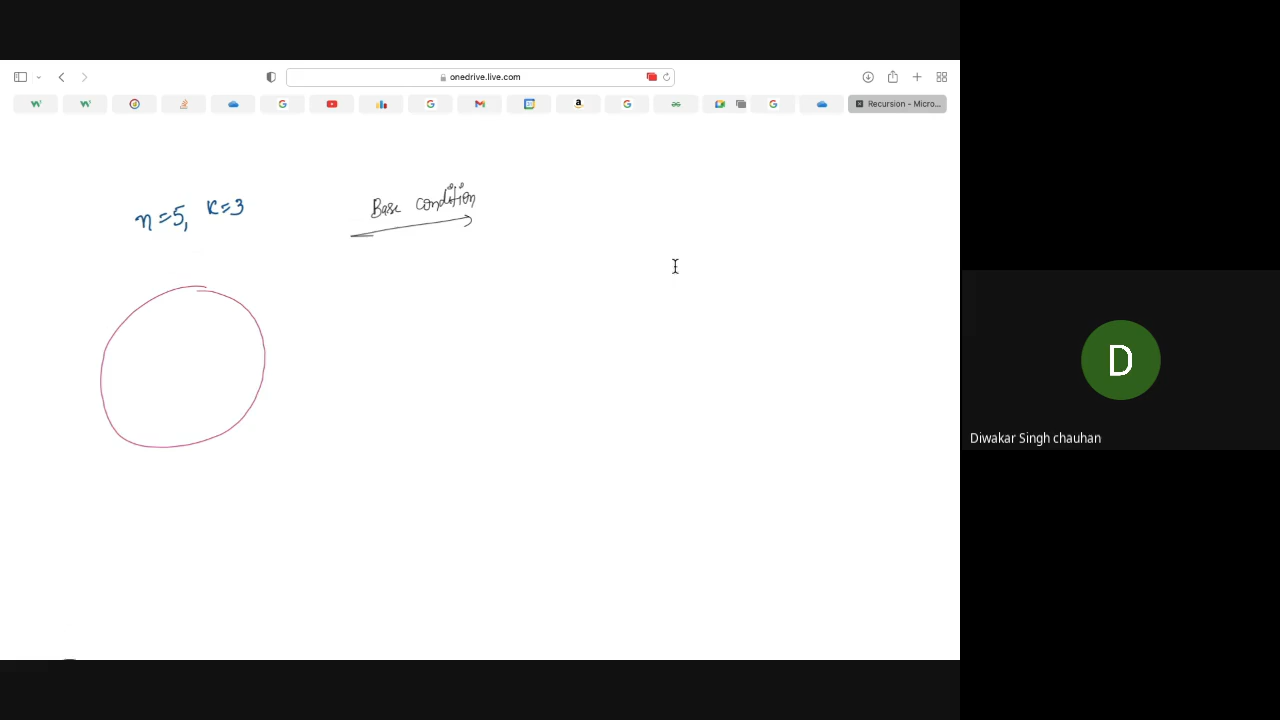 onedrive.live.com
Recursion - Micro...
n=5, K=3
Base condition
D
Diwakar Singh chauhan